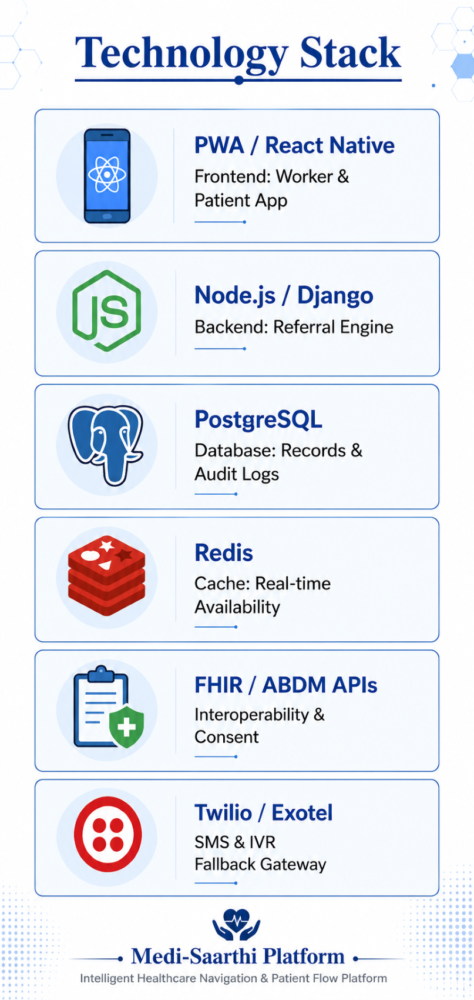 Technology Stack
PWA / React Native
Frontend: Worker &
Patient App
JS
Node.js / Django
Backend: Referral Engine
PostgreSQL
Database: Records &
Audit Logs
Redis
Cache: Real-time
Availability
FHIR / ABDM APIs
Interoperability &
Consent
Twilio / Exotel
SMS & IVR
Fallback Gateway
Medi-Saarthi Platform
Intelligent Healthcare Navigation & Patient Flow Platform